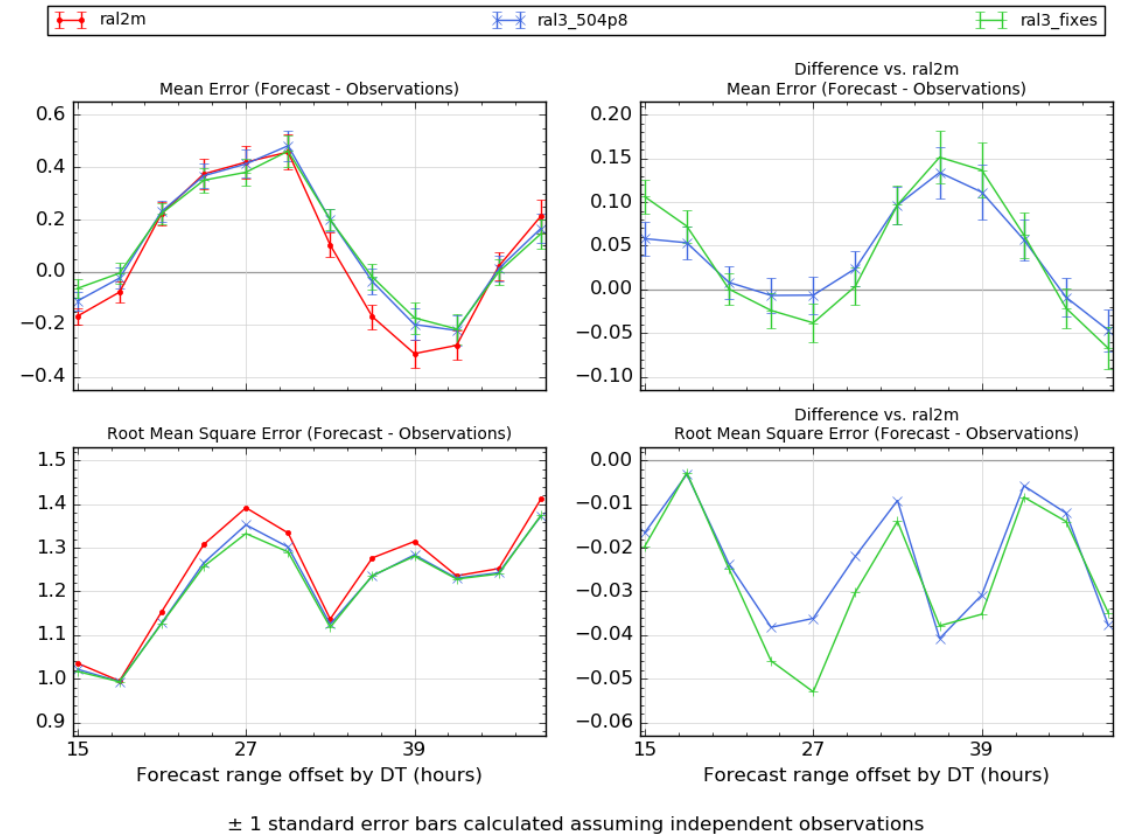 ral2m ral3_504p8 ral3_fixes
Mean Error (Forecast - Observations)
0.6
0.4
0.2
0.0
−0.2
−0.4
Difference vs. ral2m
Mean Error (Forecast - Observations)
0.20
0.15
0.10
0.05
0.00
−0.05
−0.10
Root Mean Square Error (Forecast - Observations)
1.5
1.4
1.3
1.2
1.1
1.0
0.9
15 27 39
Forecast range offset by DT (hours)
Difference vs. ral2m
Root Mean Square Error (Forecast - Observations)
0.00
−0.01
−0.02
−0.03
−0.04
−0.05
−0.06
15 27 39
Forecast range offset by DT (hours)
± 1 standard error bars calculated assuming independent observations